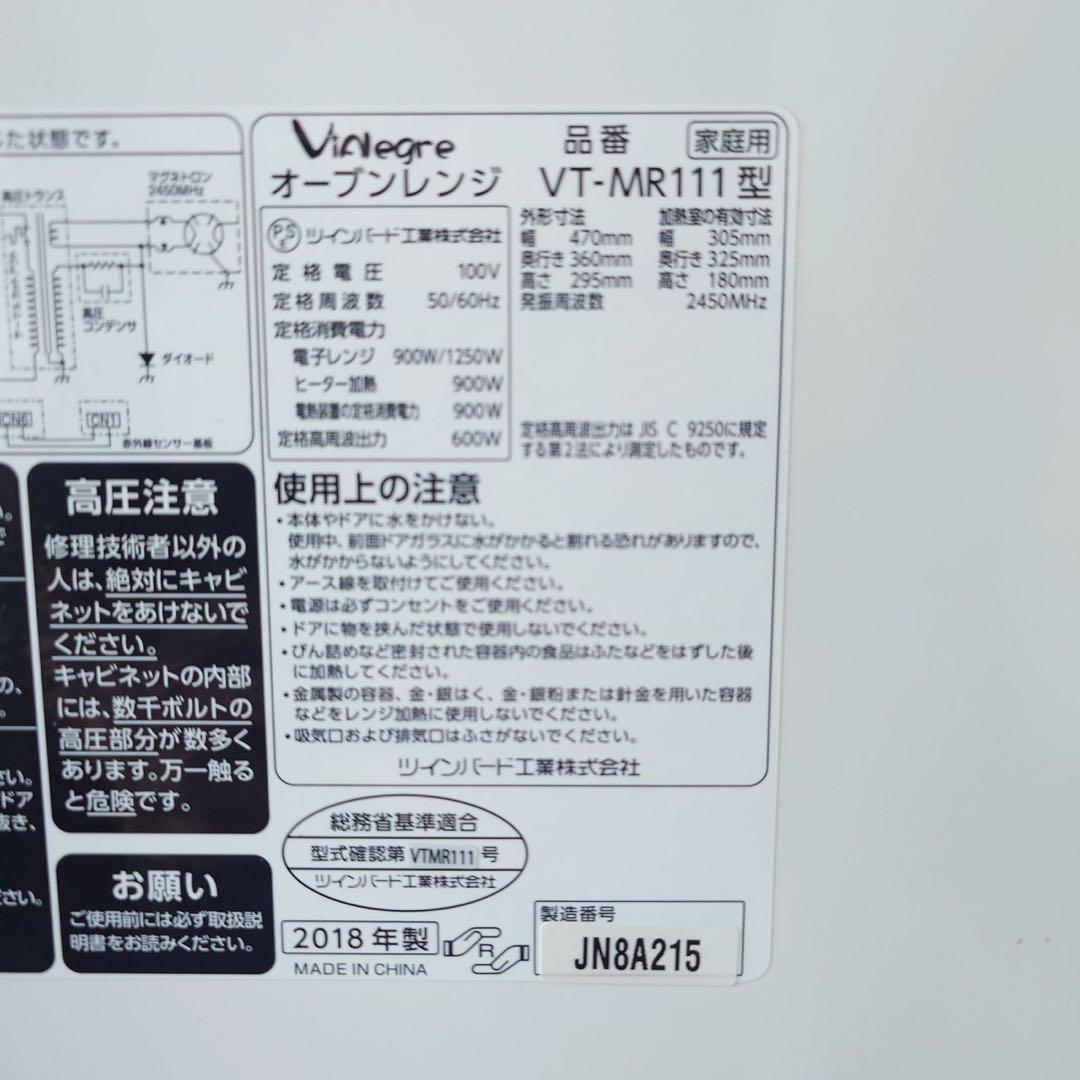 した状態です。
高圧トランス
マグネトロン
2450MHz
高圧
コンデンサ
ダイオード
CN6
CN1
赤外線センサー基板
高圧注意
修理技術者以外の
人は、絶対にキャビ
ネットをあけないで
ください。
キャビネットの内部
には、数千ボルトの
高圧部分が数多く
あります。万一触る
と危険です。
お願い
ご使用前には必ず取扱説
明書をお読みください。
ViAlegre
品番
家庭用
オーブンレンジ
VT-MR111 型
PSE ツインバード工業株式会社
定格電圧 100V
定格周波数 50/60Hz
定格消費電力
電子レンジ 900W/1250W
ヒーター加熱 900W
電熱装置の定格消費電力 900W
定格高周波出力 600W
外形寸法 加熱室の有効寸法
幅 470mm 幅 305mm
奥行き 360mm 奥行き 325mm
高さ 295mm 高さ 180mm
発振周波数 2450MHz
定格高周波出力は JIS C 9250に規定
する第2法により測定したものです。
使用上の注意
・本体やドアに水をかけない。
使用中、前面ドアガラスに水がかかると割れる恐れがありますので、
水がかからないようにしてください。
・アース線を取付けてご使用ください。
・電源は必ずコンセントをご使用ください。
・ドアに物を挟んだ状態で使用しないでください。
・びん詰めなど密封された容器内の食品はふたなどをはずした後
に加熱してください。
・金属製の容器、金・銀はく、金・銀粉または針金を用いた容器
などをレンジ加熱に使用しないでください。
・吸気口および排気口はふさがないでください。
ツインバード工業株式会社
総務省基準適合
型式確認第 VTMR111 号
ツインバード工業株式会社
2018 年製
R
MADE IN CHINA
製造番号
JN8A215